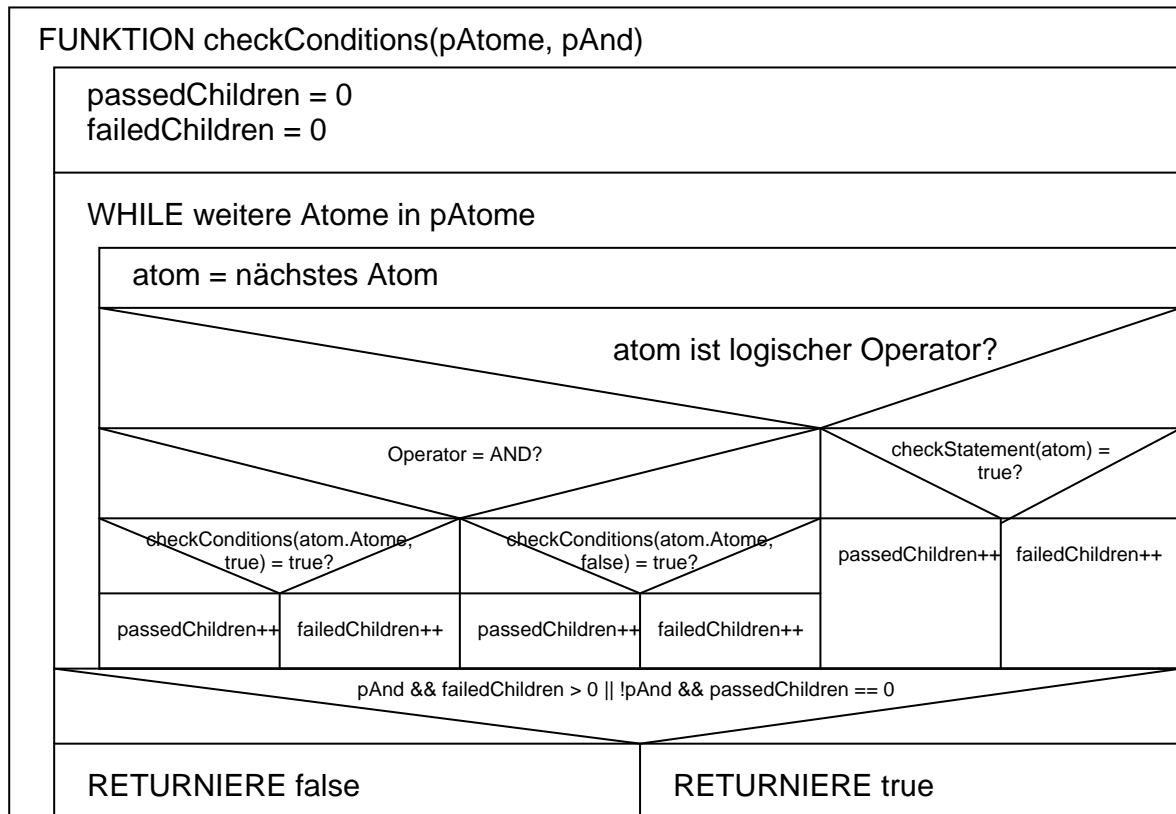 FUNKTION checkConditions(pAtome, pAnd)
passedChildren = 0
failedChildren = 0
WHILE weitere Atome in pAtome
atom = nächstes Atom
atom ist logischer Operator?
Operator = AND?
checkStatement(atom) =
true?
checkConditions(atom.Atome,
true) = true?
checkConditions(atom.Atome,
false) = true?
passedChildren++
failedChildren++
passedChildren++
failedChildren++
passedChildren++
failedChildren++
pAnd && failedChildren > 0 || !pAnd && passedChildren == 0
RETURNIERE false
RETURNIERE true